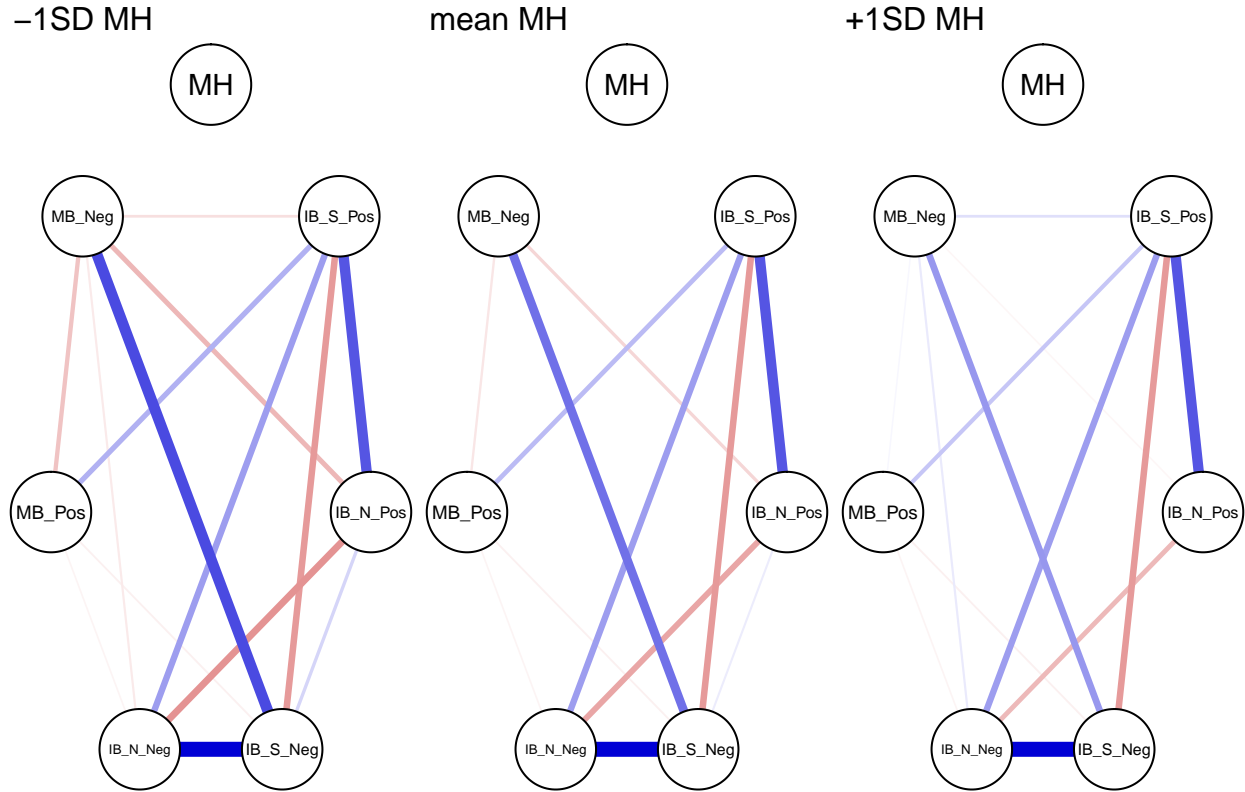 –1SD MH
mean MH
+1SD MH
MH
MH
MH
MB_Neg
IB_S_Pos
MB_Neg
IB_S_Pos
MB_Neg
IB_S_Pos
MB_Pos
IB_N_Pos
MB_Pos
IB_N_Pos
MB_Pos
IB_N_Pos
IB_N_Neg
IB_S_Neg
IB_N_Neg
IB_S_Neg
IB_N_Neg
IB_S_Neg